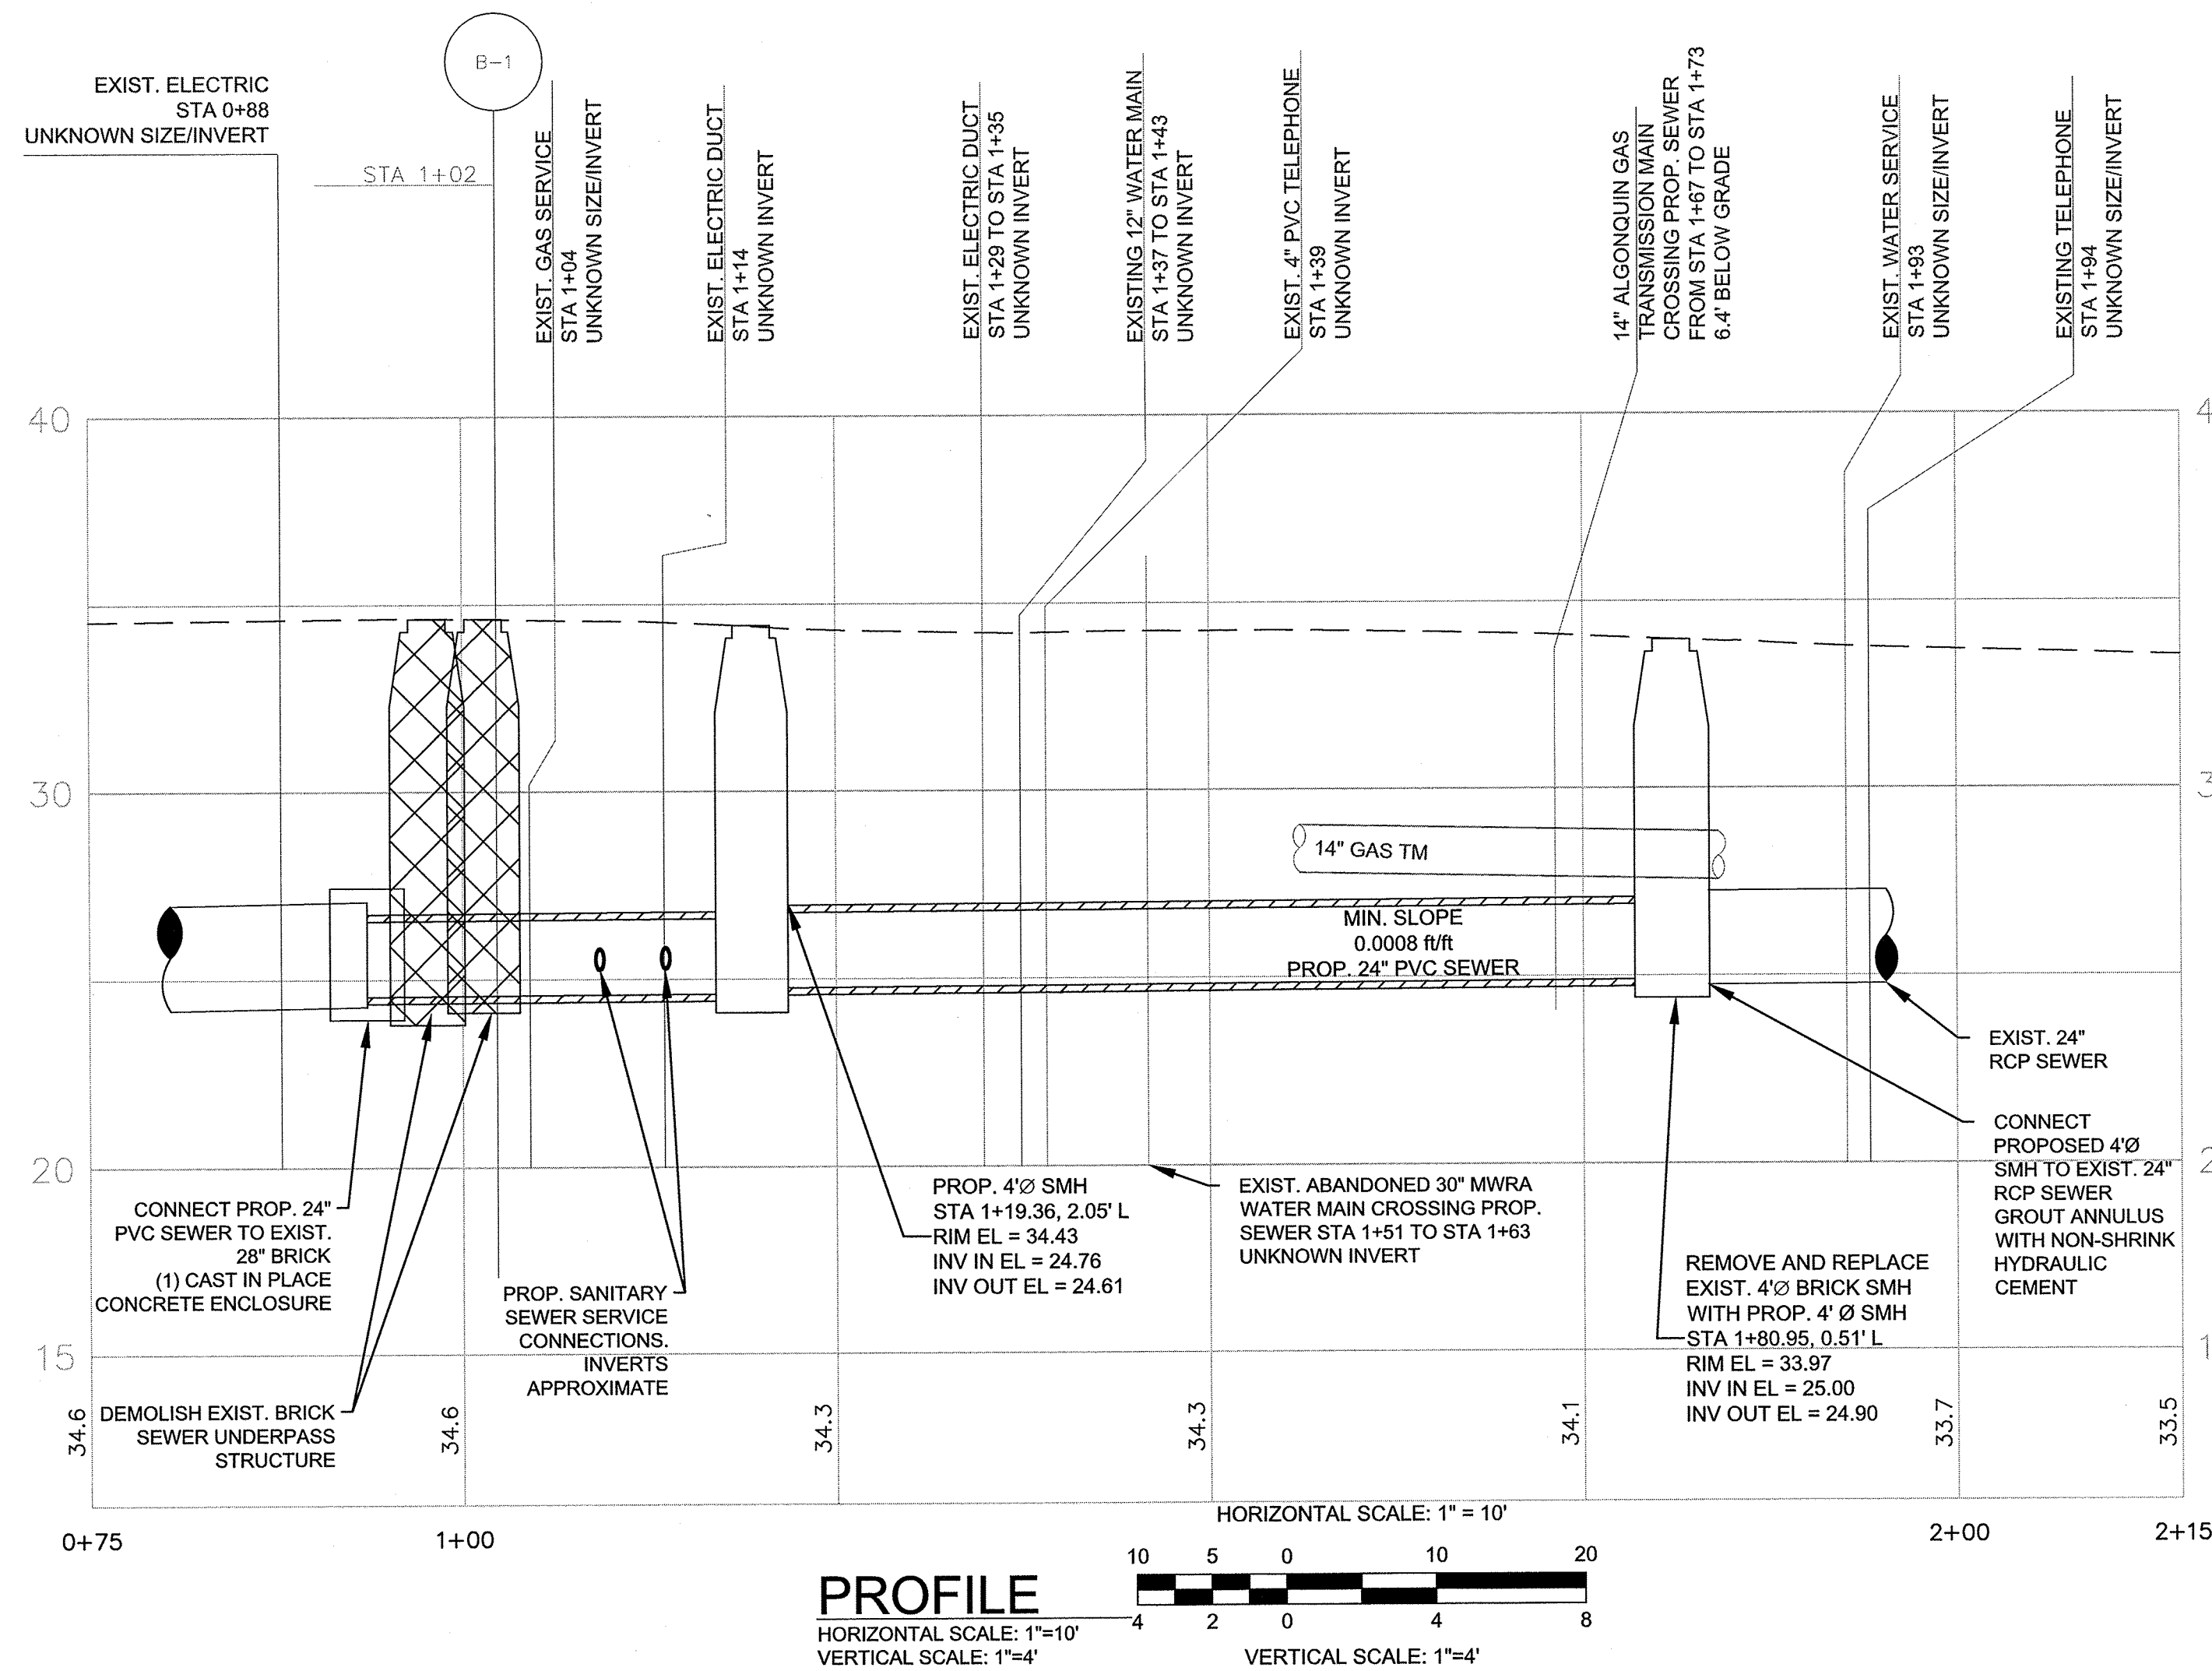 EXIST. ELECTRIC
STA 0+88
UNKNOWN SIZE/INVERT
B-1
STA 1+02
EXIST. GAS SERVICE
STA 1+04
UNKNOWN SIZE/INVERT
EXIST. ELECTRIC DUCT
STA 1+14
UNKNOWN INVERT
EXIST. ELECTRIC DUCT
STA 1+29 TO STA 1+35
UNKNOWN INVERT
EXISTING 12" WATER MAIN
STA 1+37 TO STA 1+43
UNKNOWN INVERT
EXIST. 4" PVC TELEPHONE
STA 1+39
UNKNOWN INVERT
14" ALGONQUIN GAS
TRANSMISSION MAIN
CROSSING PROP. SEWER
FROM STA 1+67 TO STA 1+73
6.4' BELOW GRADE
EXIST. WATER SERVICE
STA 1+93
UNKNOWN SIZE/INVERT
EXISTING TELEPHONE
STA 1+94
UNKNOWN SIZE/INVERT
40
4
30
3
14" GAS TM
MIN. SLOPE
0.0008 ft/ft
PROP. 24" PVC SEWER
EXIST. 24"
RCP SEWER
CONNECT
PROPOSED 4'Ø
SMH TO EXIST. 24"
RCP SEWER
GROUT ANNULUS
WITH NON-SHRINK
HYDRAULIC
CEMENT
20
2
CONNECT PROP. 24"
PVC SEWER TO EXIST.
28" BRICK
(1) CAST IN PLACE
CONCRETE ENCLOSURE
PROP. SANITARY
SEWER SERVICE
CONNECTIONS.
INVERTS
APPROXIMATE
PROP. 4'Ø SMH
STA 1+19.36, 2.05' L
RIM EL = 34.43
INV IN EL = 24.76
INV OUT EL = 24.61
EXIST. ABANDONED 30" MWRA
WATER MAIN CROSSING PROP.
SEWER STA 1+51 TO STA 1+63
UNKNOWN INVERT
REMOVE AND REPLACE
EXIST. 4'Ø BRICK SMH
WITH PROP. 4' Ø SMH
STA 1+80.95, 0.51' L
RIM EL = 33.97
INV IN EL = 25.00
INV OUT EL = 24.90
15
1
DEMOLISH EXIST. BRICK
SEWER UNDERPASS
STRUCTURE
34.6
34.6
34.3
34.3
34.1
33.7
33.5
0+75
1+00
2+00
2+15
HORIZONTAL SCALE: 1" = 10'
10 5 0 10 20
4 2 0 4 8
VERTICAL SCALE: 1"=4'
PROFILE
HORIZONTAL SCALE: 1"=10'
VERTICAL SCALE: 1"=4'